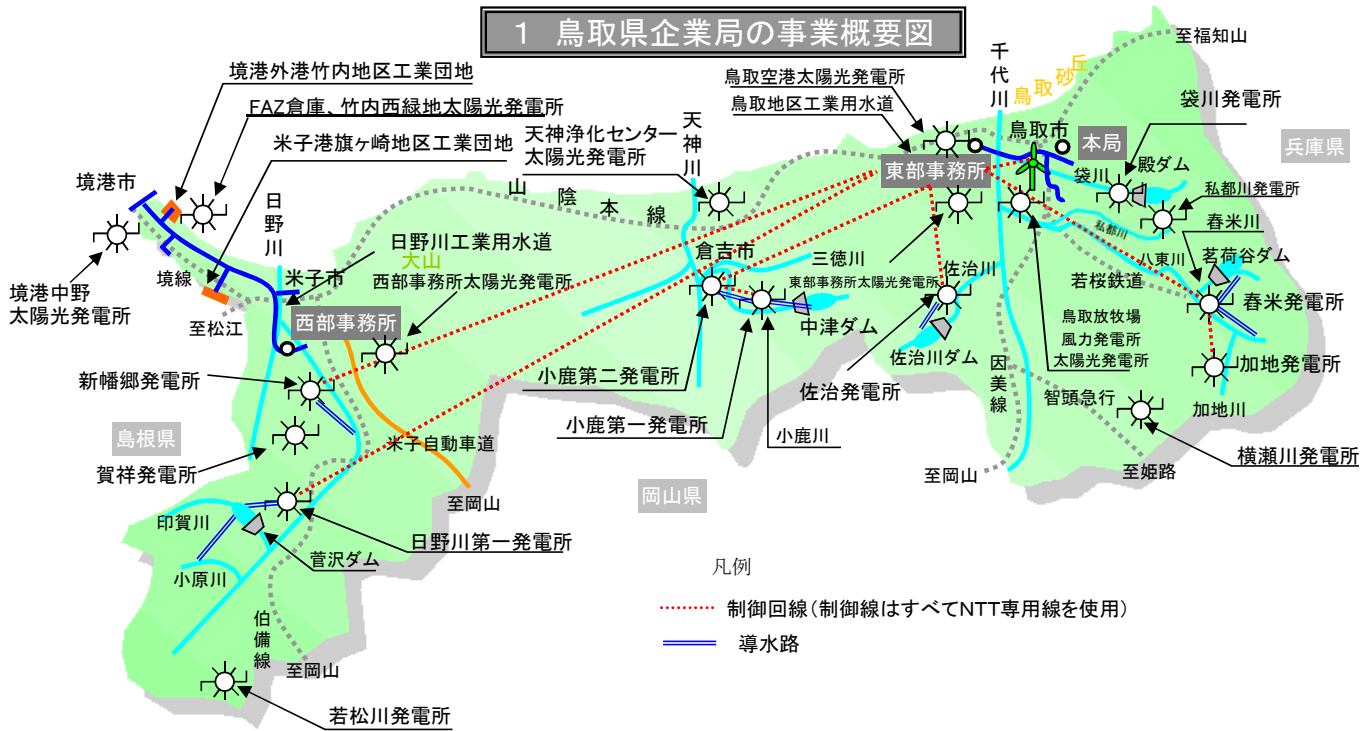 1 鳥取県企業局の事業概要図
至福知山
千代川
鳥取砂丘
境港外港竹内地区工業団地
鳥取空港太陽光発電所
袋川発電所
FAZ倉庫、竹内西緑地太陽光発電所
鳥取地区工業用水道
天神川
天神浄化センター
太陽光発電所
鳥取市
本局
兵庫県
米子港旗ヶ崎地区工業団地
東部事務所
殿ダム
袋川
境港市
山陰本線
私都川発電所
日野川
私都川
舂米川
日野川工業用水道
大山
倉吉市
三徳川
八東川
茗荷谷ダム
境線
米子市
西部事務所太陽光発電所
東部事務所太陽光発電所
佐治川
若桜鉄道
境港中野
太陽光発電所
舂米発電所
至松江
西部事務所
中津ダム
鳥取放牧場
風力発電所
太陽光発電所
佐治川ダム
因美線
新幡郷発電所
小鹿第二発電所
佐治発電所
加地発電所
智頭急行
加地川
島根県
小鹿第一発電所
小鹿川
米子自動車道
横瀬川発電所
賀祥発電所
至岡山
至姫路
至岡山
岡山県
印賀川
日野川第一発電所
菅沢ダム
小原川
凡例
制御回線(制御線はすべてNTT専用線を使用)
導水路
伯備線
至岡山
若松川発電所